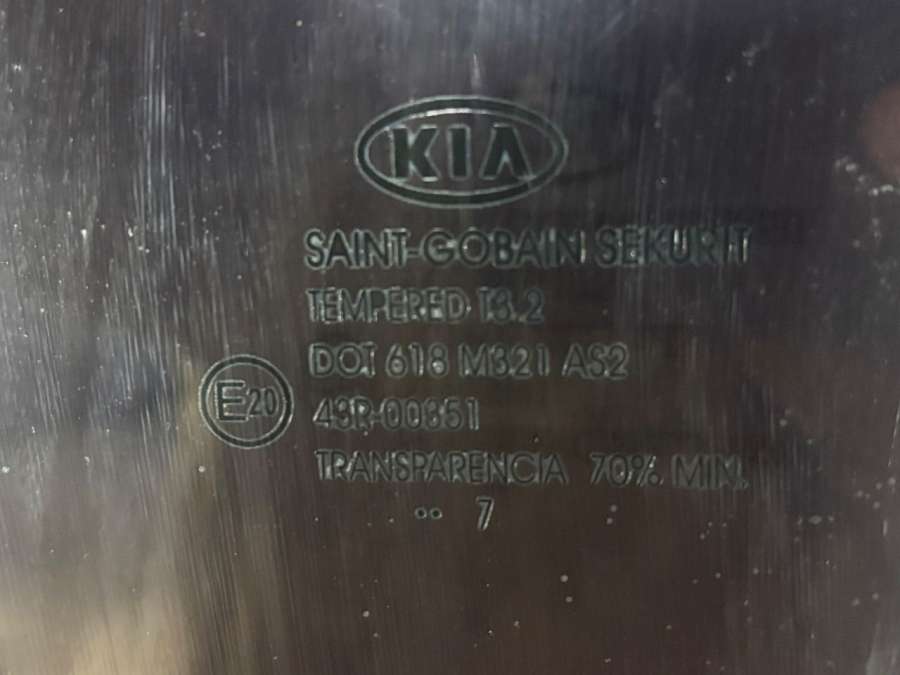 KIA
SAINT-GOBAIN SEKURIT
TEMPERED T3.2
DOT 618 M321 AS2
E20
43R-00351
TRANSPARENCIA 70% MIN.
·· 7